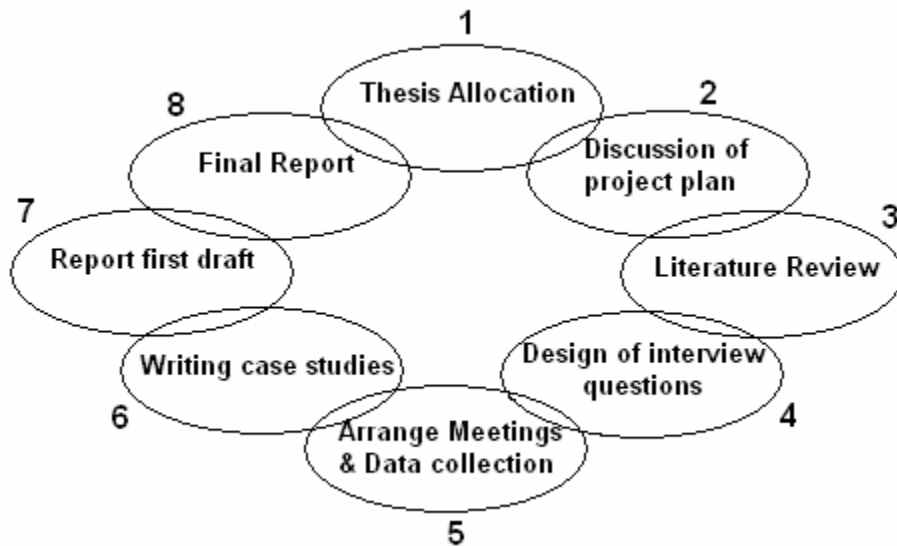 1
Thesis Allocation
2
Discussion of
project plan
3
Literature Review
4
Design of interview
questions
5
Arrange Meetings
& Data collection
6
Writing case studies
7
Report first draft
8
Final Report